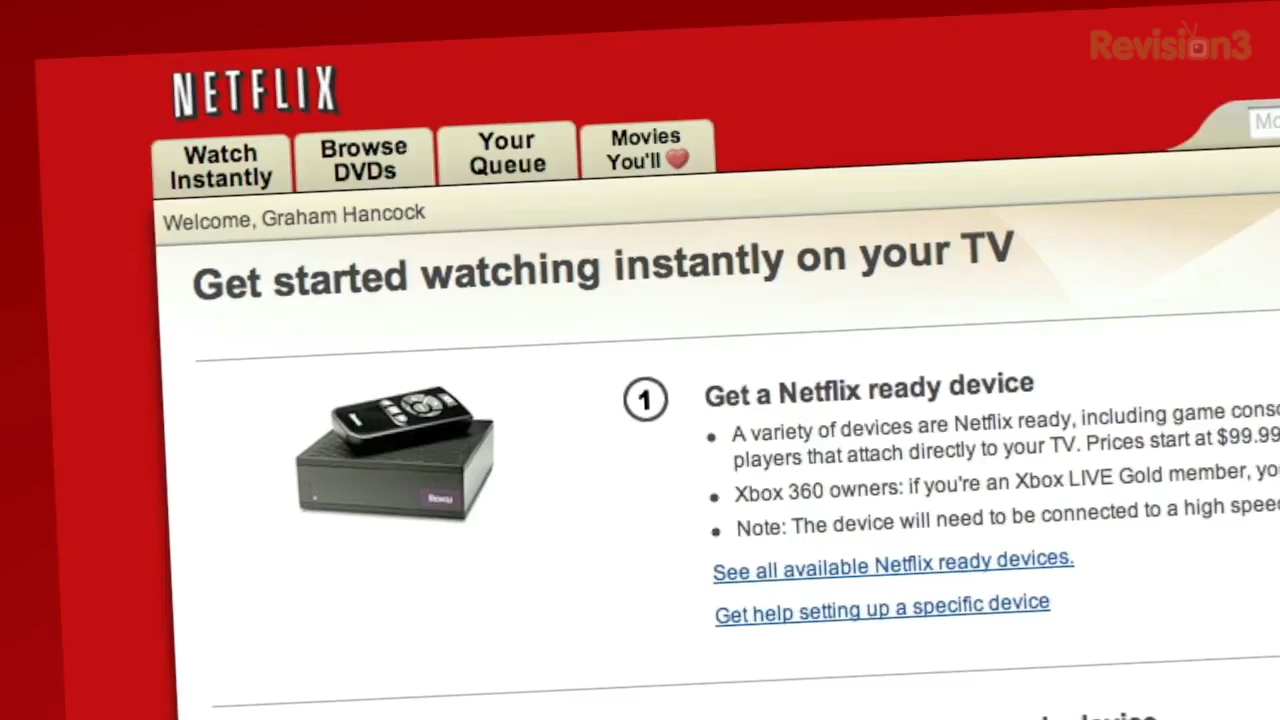 Revision3
NETFLIX
Watch
Instantly
Browse
DVDs
Your
Queue
Movies
You'll
Welcome, Graham Hancock
Get started watching instantly on your TV
Roku
1
Get a Netflix ready device
A variety of devices are Netflix ready, including game
players that attach directly to your TV. Prices start at $99.99
Xbox 360 owners: if you're an Xbox LIVE Gold member,
Note: The device will need to be connected to a high
See all available Netflix ready devices.
Get help setting up a specific device